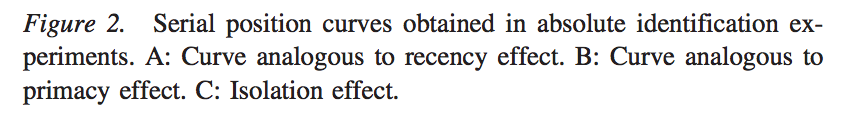 Figure 2. Serial position curves obtained in absolute identification ex-
periments. A: Curve analogous to recency effect. B: Curve analogous to
primacy effect. C: Isolation effect.